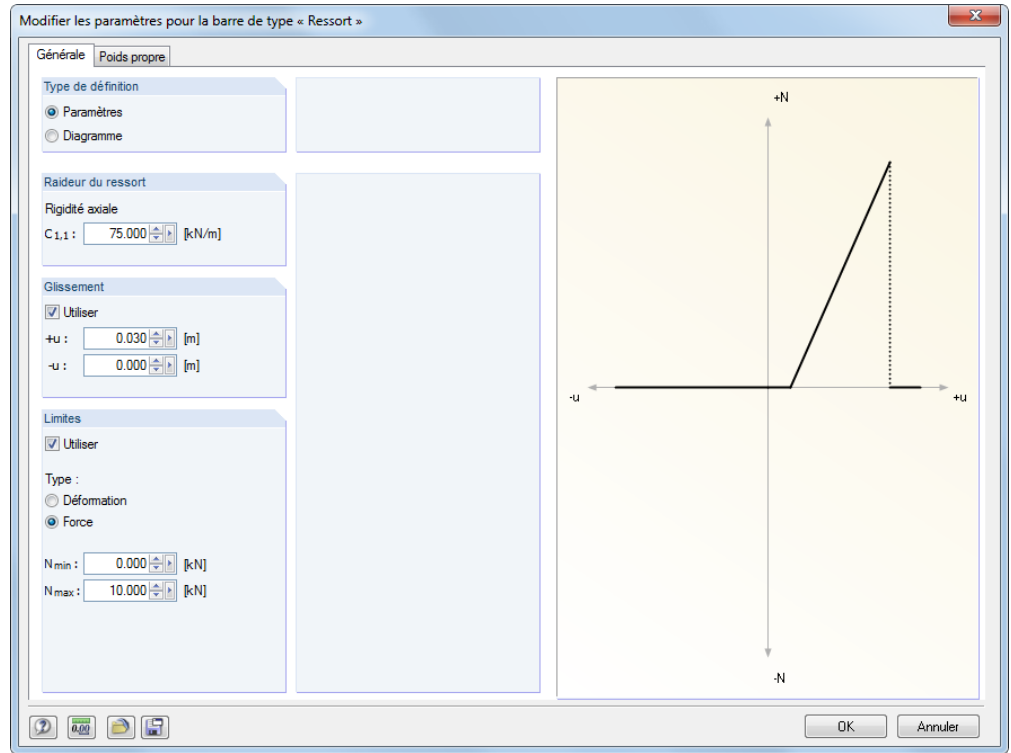 Modifier les paramètres pour la barre de type « Ressort »
Générale
Poids propre
Type de définition
Paramètres
Diagramme
Raideur du ressort
Rigidité axiale
C1,1 : 75.000 [kN/m]
Glissement
Utiliser
+u : 0.030 [m]
-u : 0.000 [m]
Limites
Utiliser
Type :
Déformation
Force
Nmin : 0.000 [kN]
Nmax : 10.000 [kN]
+N
-u
+u
-N
0.00
OK
Annuler